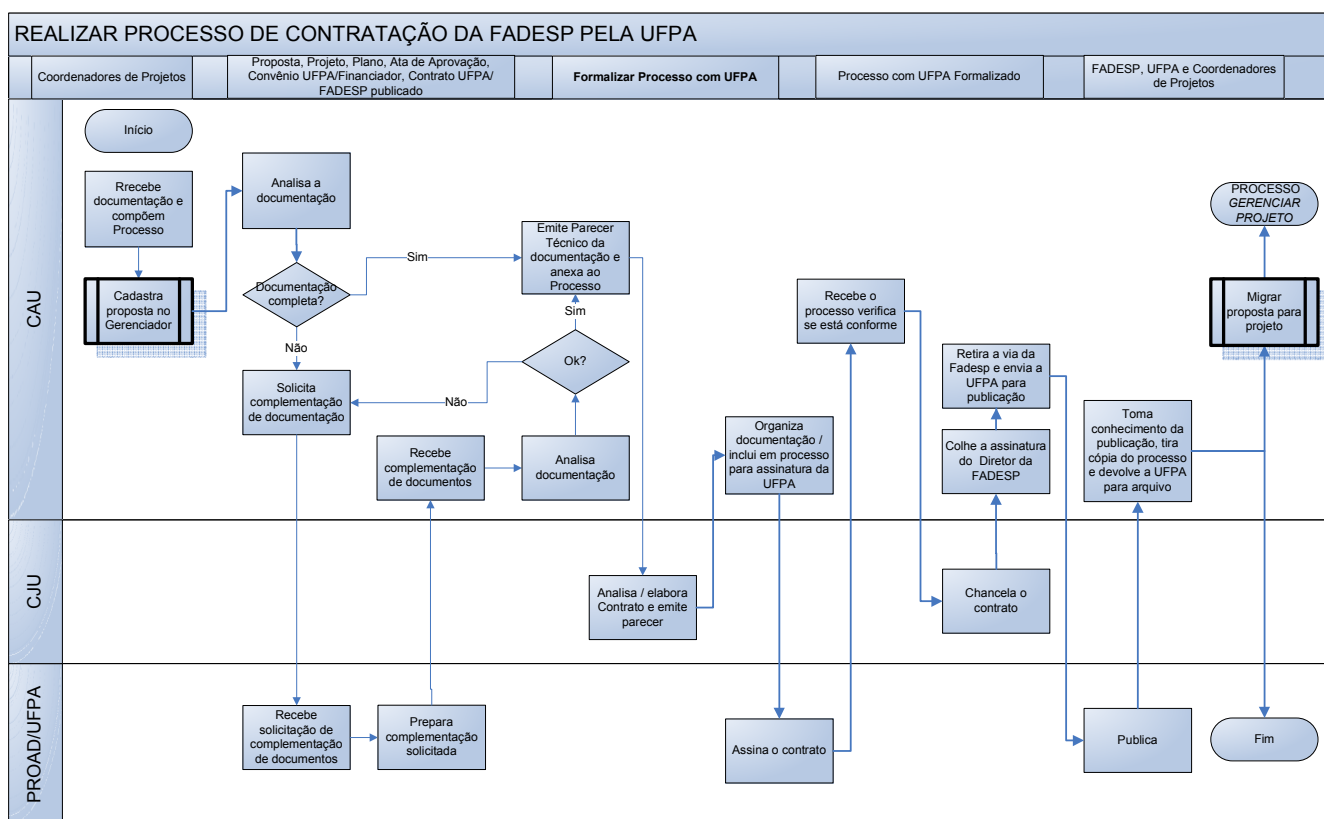 REALIZAR PROCESSO DE CONTRATAÇÃO DA FADESP PELA UFPA
Coordenadores de Projetos
Proposta, Projeto, Plano, Ata de Aprovação,
Convênio UFPA/Financiador, Contrato UFPA/
FADESP publicado
Formalizar Processo com UFPA
Processo com UFPA Formalizado
FADESP, UFPA e Coordenadores
de Projetos
CAU
Início
Rrecebe
documentação e
compõem
Processo
Cadastra
proposta no
Gerenciador
Analisa a
documentação
Documentação
completa?
Sim
Não
Solicita
complementação
de documentação
Emite Parecer
Técnico da
documentação e
anexa ao
Processo
Sim
Ok?
Não
Recebe
complementação
de documentos
Analisa
documentação
Organiza
documentação /
inclui em processo
para assinatura da
UFPA
Recebe o
processo verifica
se está conforme
Retira a via da
Fadesp e envia a
UFPA para
publicação
Colhe a assinatura
do Diretor da
FADESP
Toma
conhecimento da
publicação, tira
cópia do processo
e devolve a UFPA
para arquivo
PROCESSO
GERENCIAR
PROJETO
Migrar
proposta para
projeto
CJU
Analisa / elabora
Contrato e emite
parecer
Chancela o
contrato
PROAD/UFPA
Recebe
solicitação de
complementação
de documentos
Prepara
complementação
solicitada
Assina o contrato
Publica
Fim